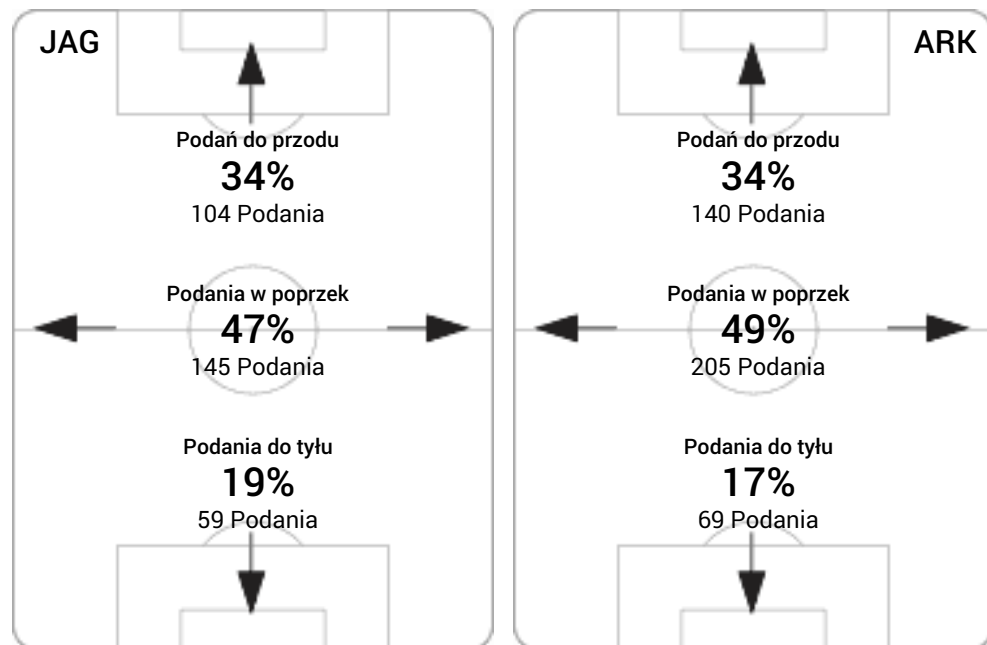 JAG
Podań do przodu
34%
104 Podania
Podania w poprzek
47%
145 Podania
Podania do tyłu
19%
59 Podania
ARK
Podań do przodu
34%
140 Podania
Podania w poprzek
49%
205 Podania
Podania do tyłu
17%
69 Podania